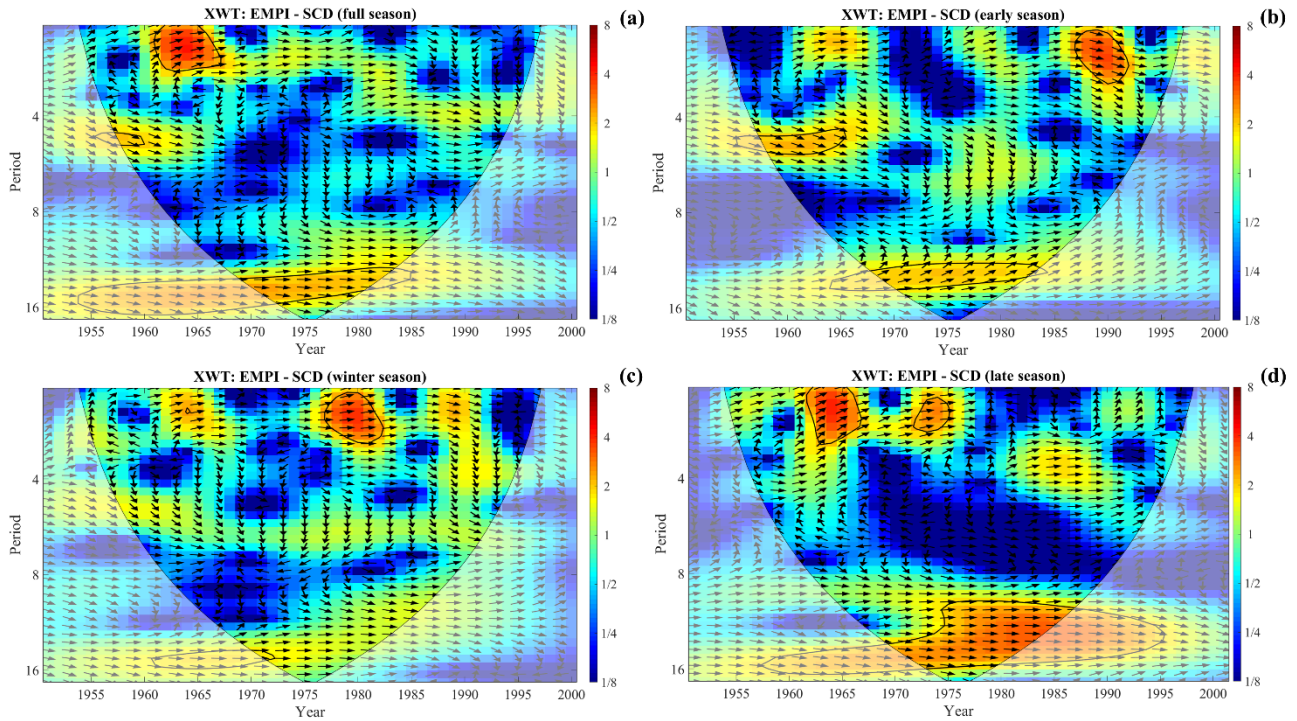 XWT: EMPI - SCD (full season)
(a)
Period
4
8
16
1955 1960 1965 1970 1975 1980 1985 1990 1995 2000
Year
8
4
2
1
1/2
1/4
1/8
XWT: EMPI - SCD (early season)
(b)
Period
4
8
16
1955 1960 1965 1970 1975 1980 1985 1990 1995 2000
Year
8
4
2
1
1/2
1/4
1/8
XWT: EMPI - SCD (winter season)
(c)
Period
4
8
16
1955 1960 1965 1970 1975 1980 1985 1990 1995 2000
Year
8
4
2
1
1/2
1/4
1/8
XWT: EMPI - SCD (late season)
(d)
Period
4
8
16
1955 1960 1965 1970 1975 1980 1985 1990 1995 2001
Year
8
4
2
1
1/2
1/4
1/8